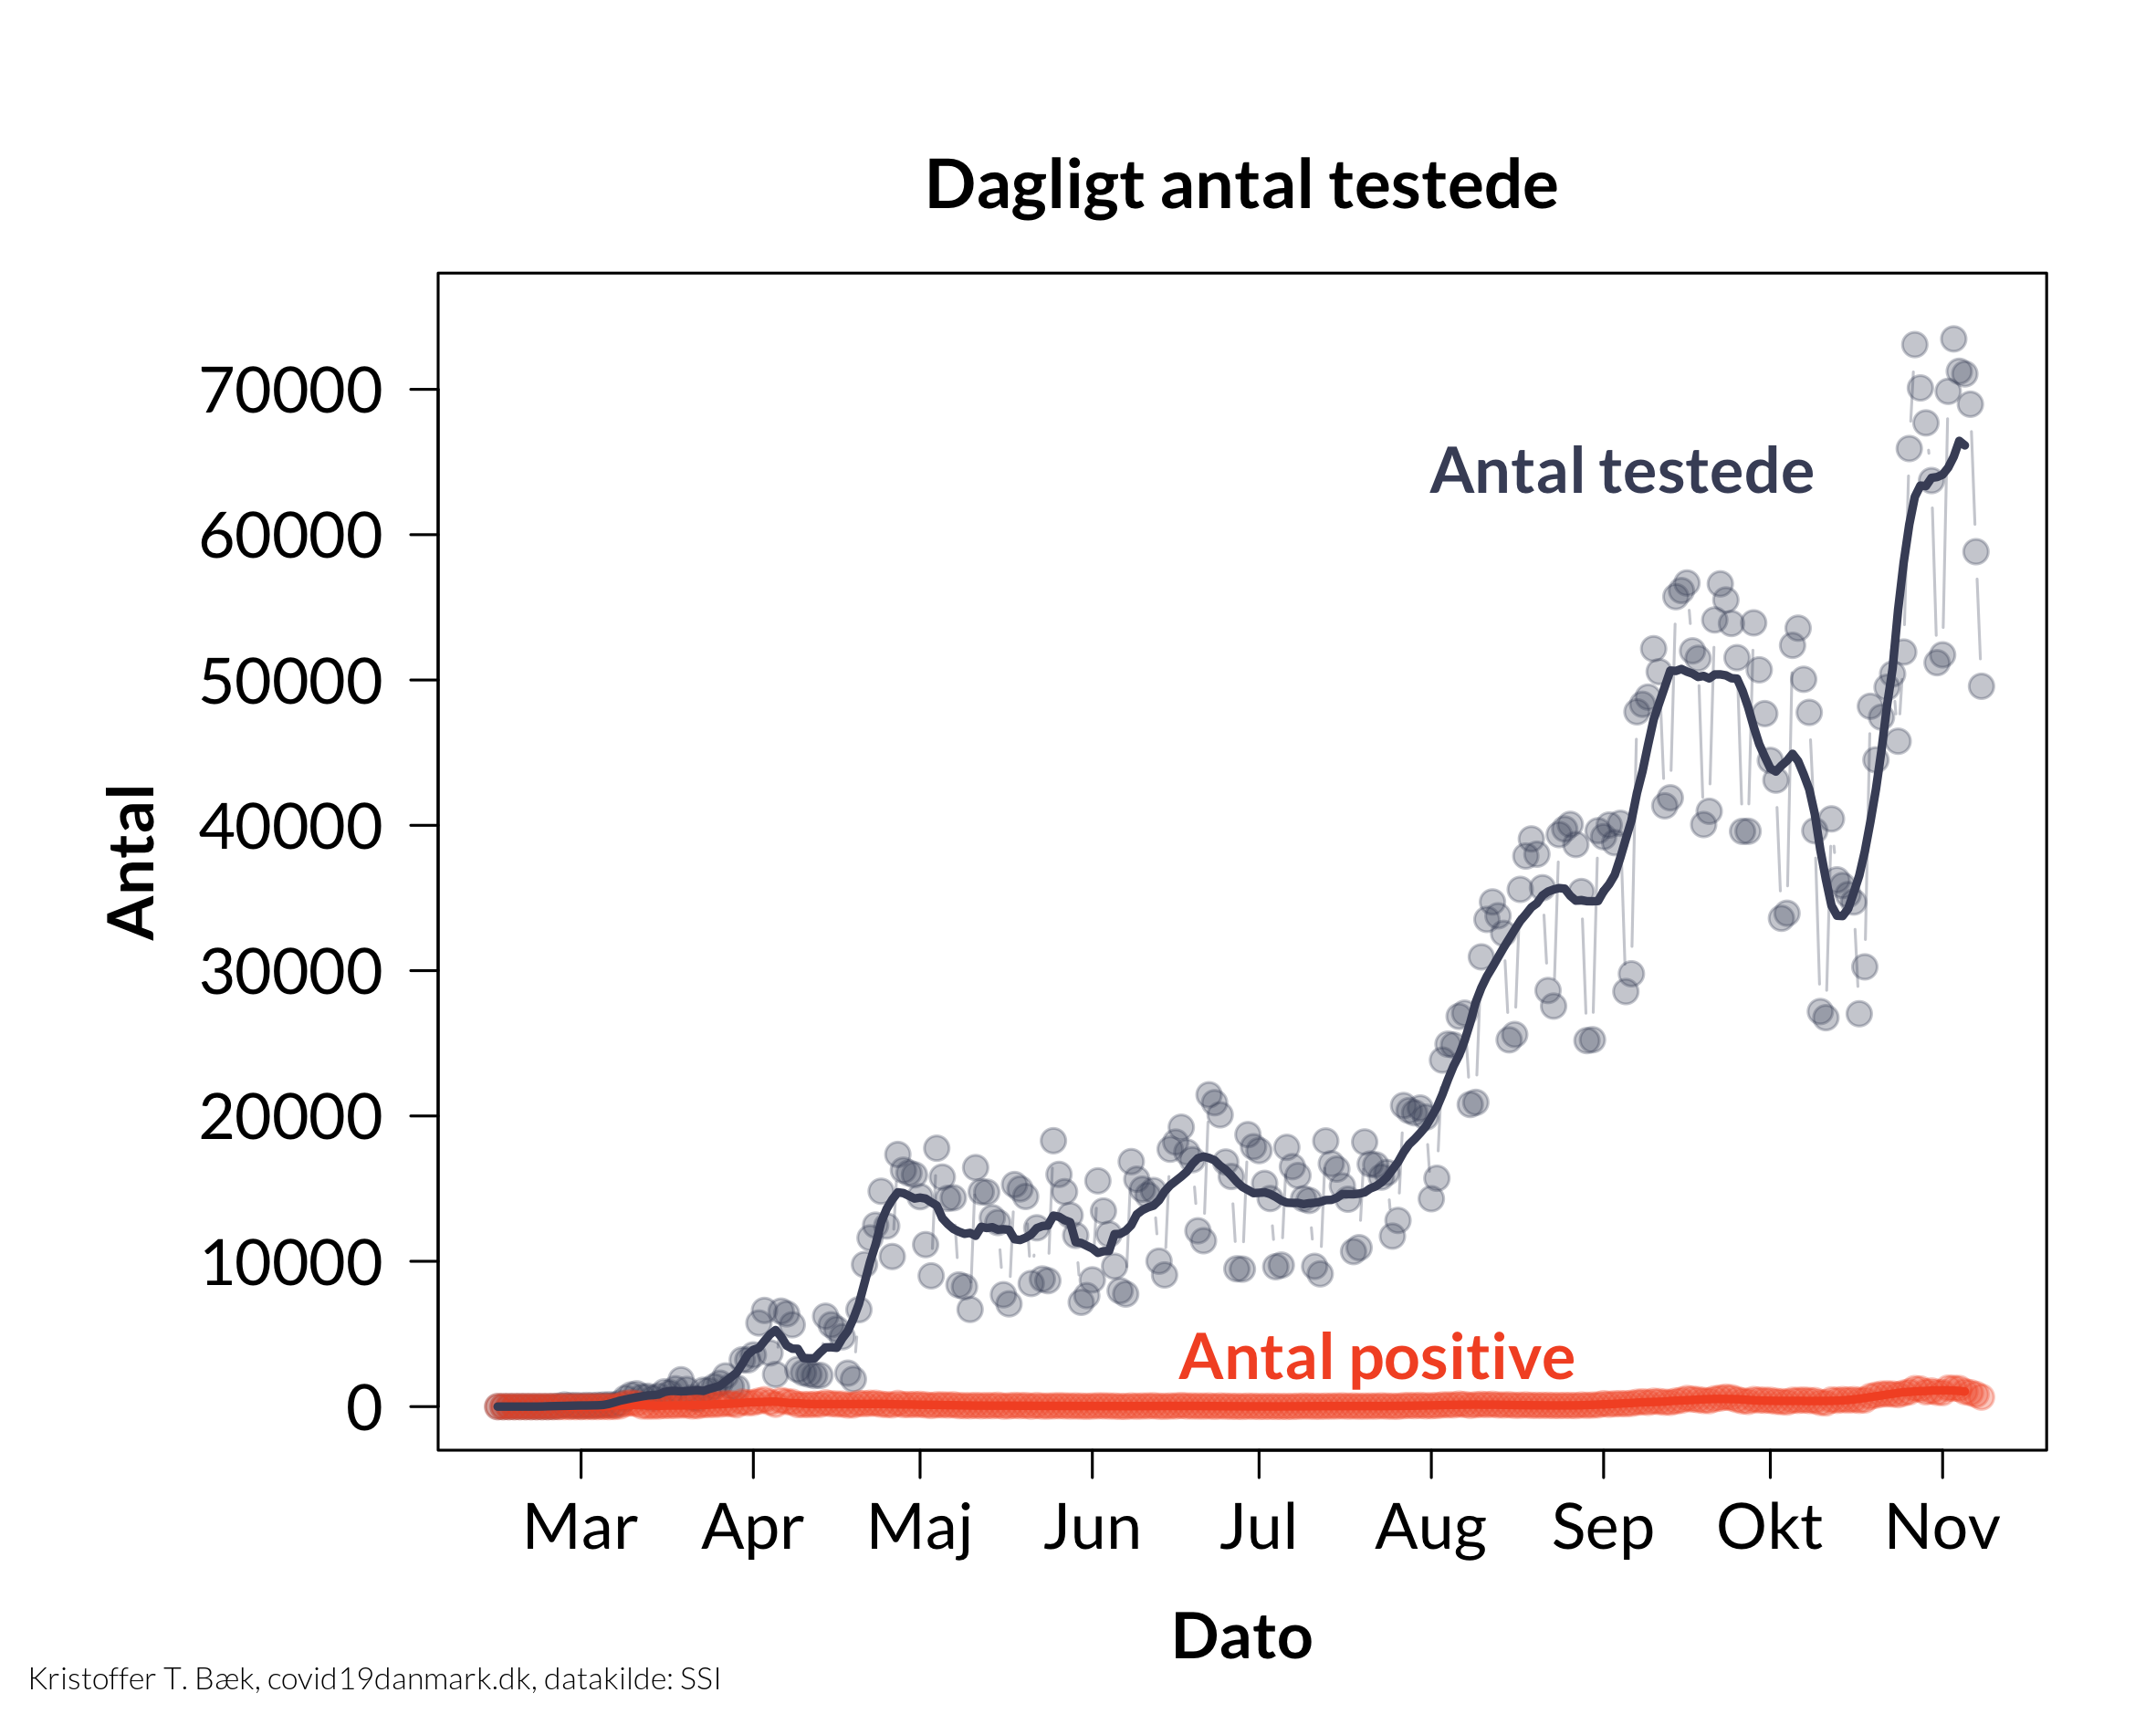 Dagligt antal testede
Antal
70000
60000
50000
40000
30000
20000
10000
0
Antal testede
Antal positive
Mar Apr Maj Jun Jul Aug Sep Okt Nov
Dato
Kristoffer T. Bæk, covid19danmark.dk, datakilde: SSI